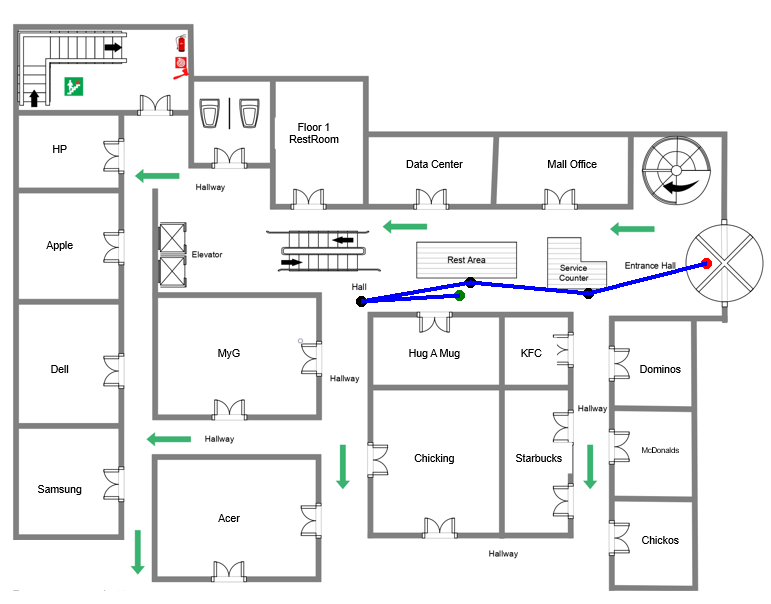 Floor 1
RestRoom
HP
Data Center
Mall Office
Hallway
Apple
Elevator
Rest Area
Service
Counter
Entrance Hall
Hall
MyG
Hug A Mug
KFC
Dell
Dominos
Hallway
Hallway
Hallway
McDonalds
Chicking
Starbucks
Samsung
Acer
Chickos
Hallway